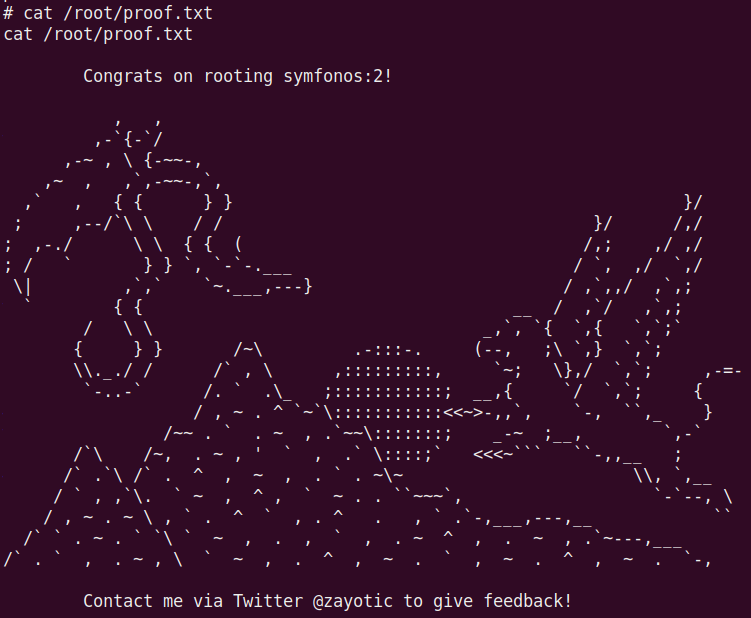 # cat /root/proof.txt
cat /root/proof.txt
Congrats on rooting symfonos:2!
Contact me via Twitter @zayotic to give feedback!